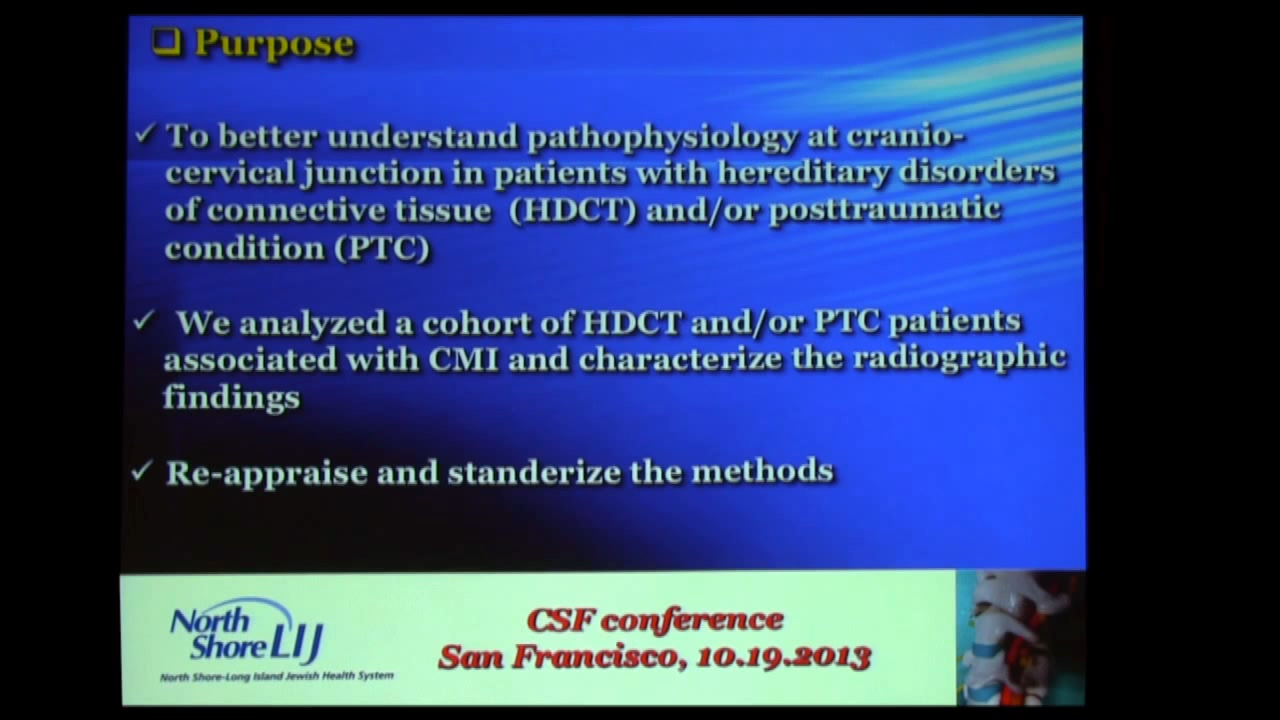 Purpose
To better understand pathophysiology at cranio-
cervical junction in patients with hereditary disorders
of connective tissue (HDCT) and/or posttraumatic
condition (PTC)
We analyzed a cohort of HDCT and/or PTC patients
associated with CMI and characterize the radiographic
findings
Re-appraise and standerize the methods
North
Shore LIJ
North Shore-Long Island Jewish Health System
CSF conference
San Francisco, 10.19.2013